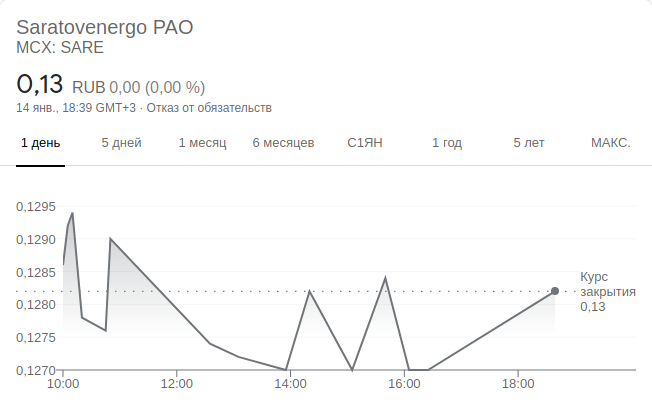 Saratovenergo PAO
MCX: SARE
0,13 RUB 0,00 (0,00 %)
14 янв., 18:39 GMT+3 · Отказ от обязательств
1 день 5 дней 1 месяц 6 месяцев С1ЯН 1 год 5 лет МАКС.
0,1295
0,1290
0,1285
0,1280
0,1275
0,1270
Курс
закрытия
0,13
10:00 12:00 14:00 16:00 18:00